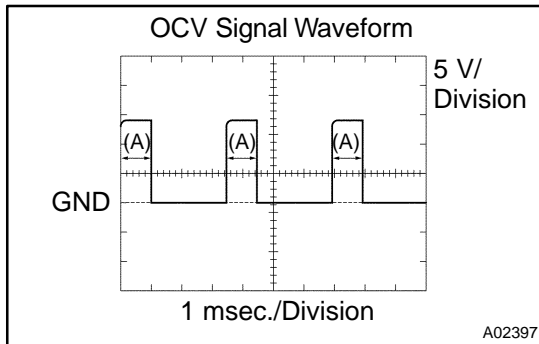 OCV Signal Waveform
5 V/
Division
(A) (A) (A)
GND
1 msec./Division
A02397